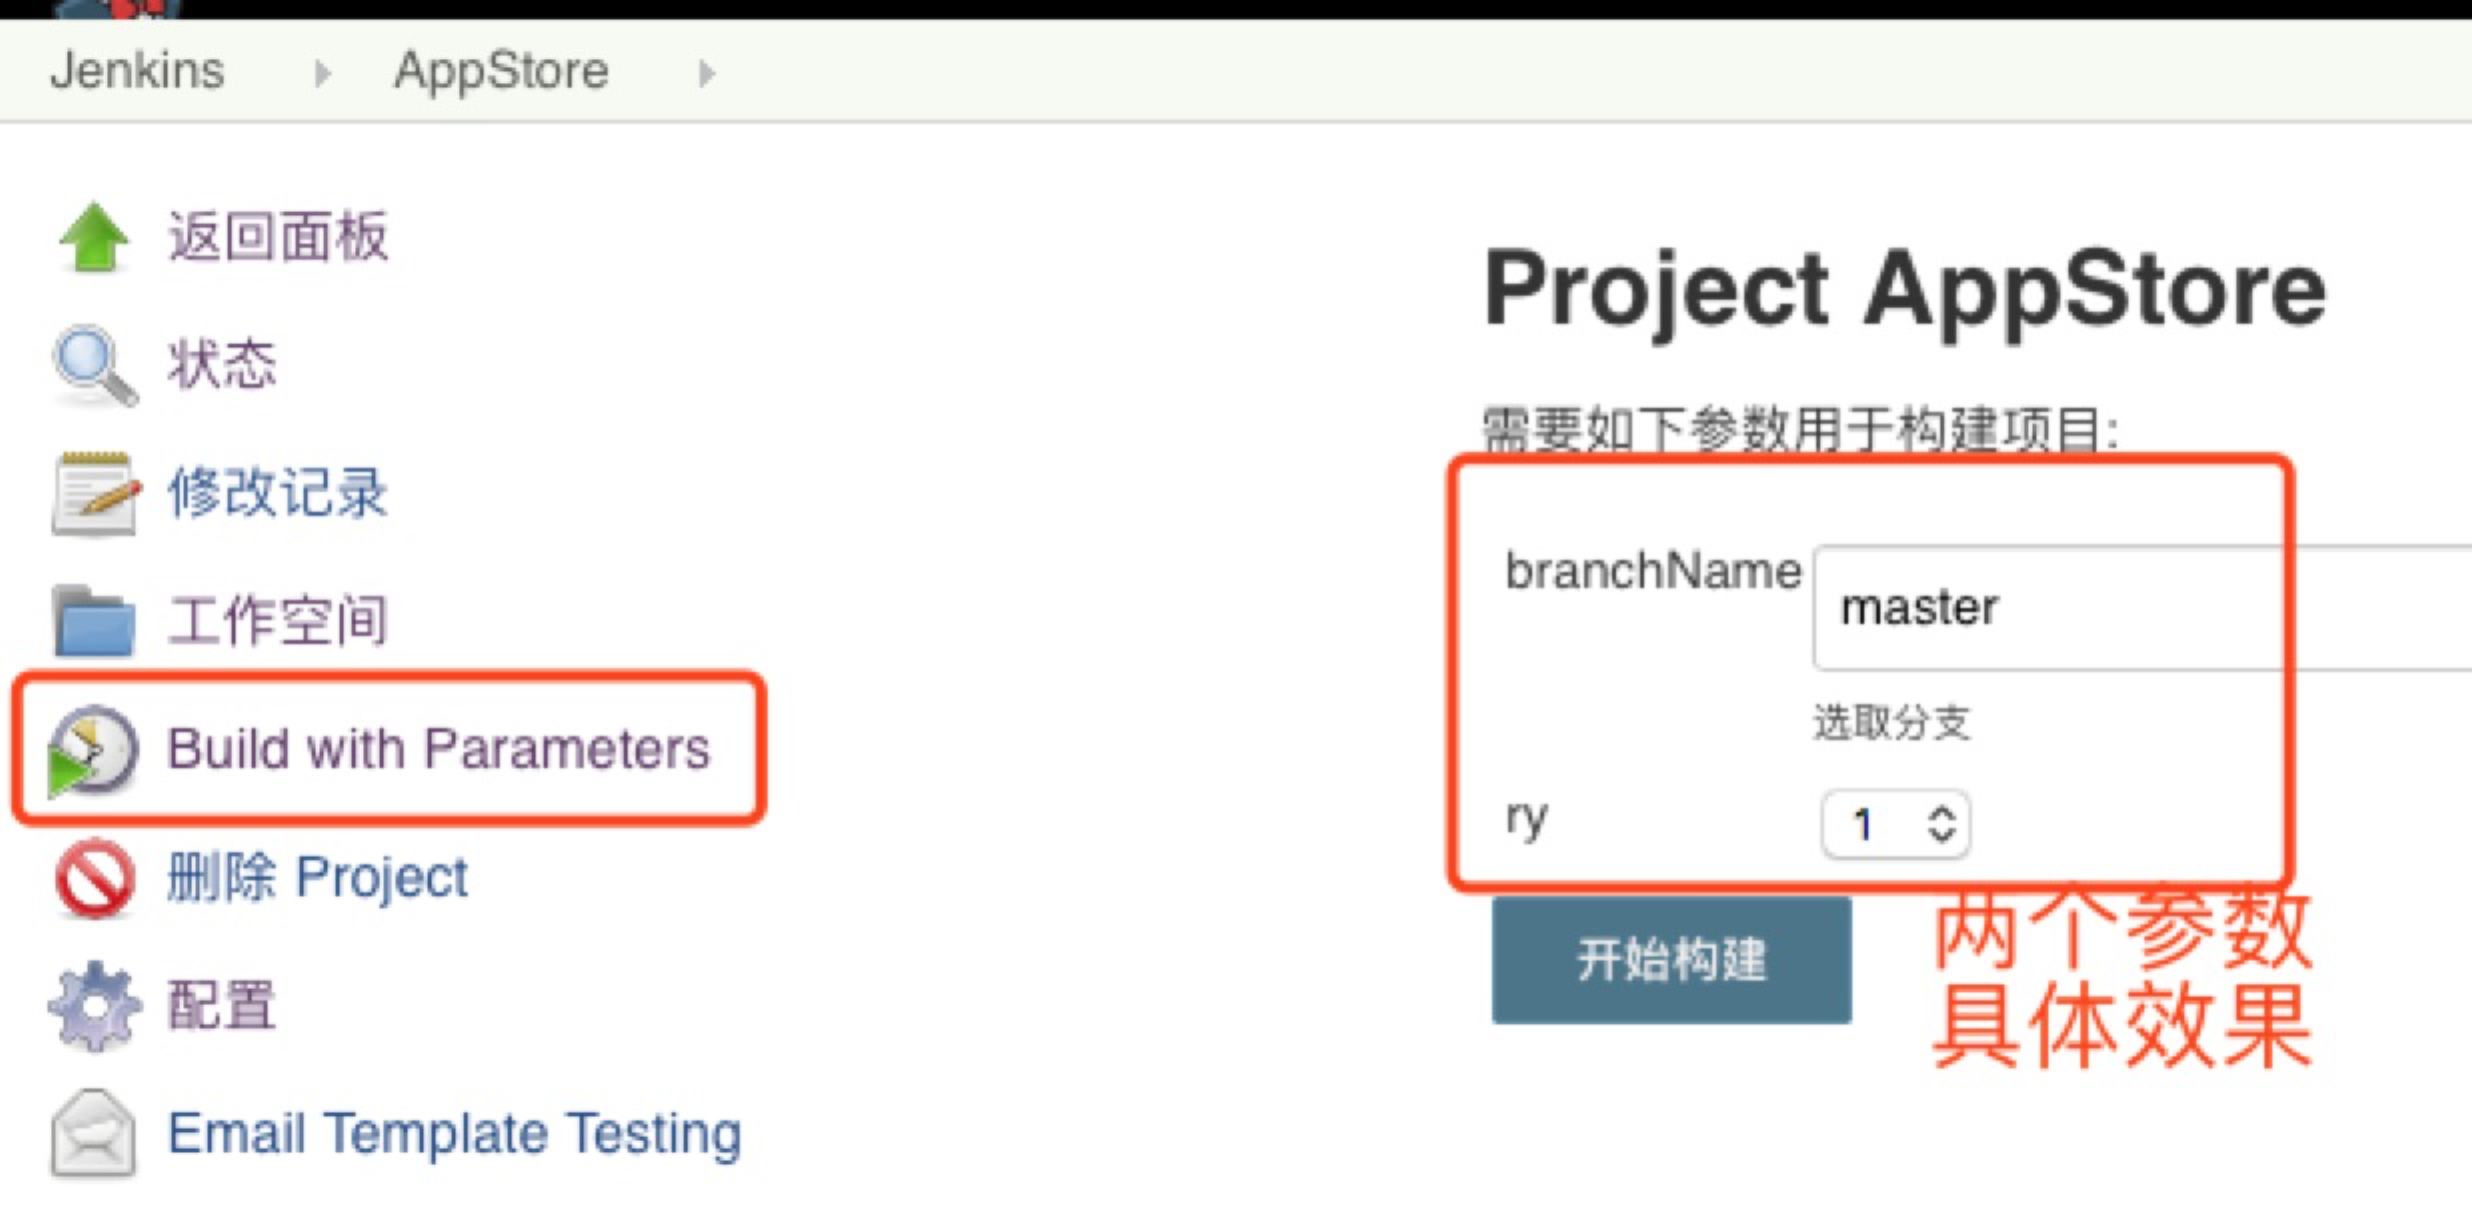 Jenkins
AppStore
返回面板
状态
修改记录
工作空间
Build with Parameters
删除 Project
配置
Email Template Testing
Project AppStore
需要如下参数用于构建项目:
branchName
master
选取分支
ry
1
开始构建
两个参数
具体效果